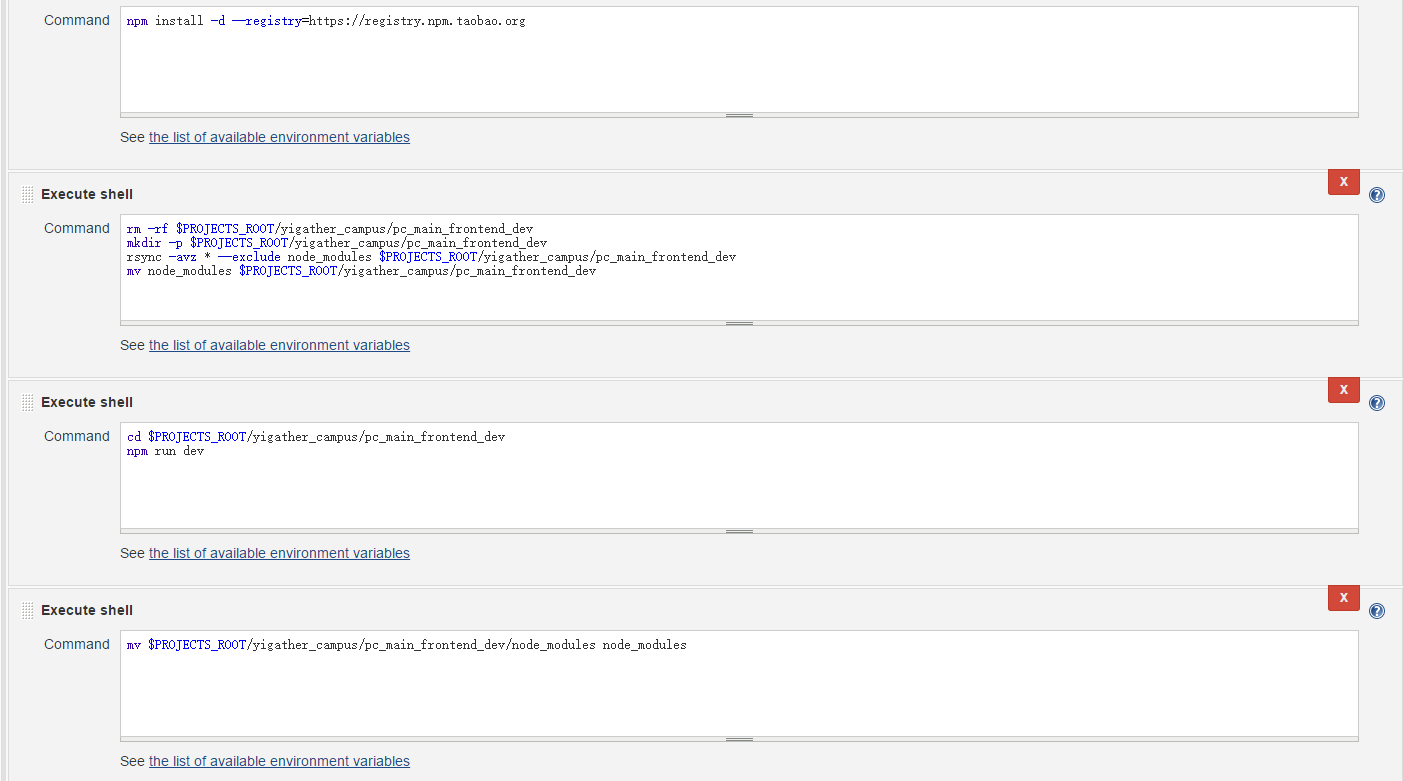 Command
npm install -d --registry=https://registry.npm.taobao.org
See the list of available environment variables
X
Execute shell
?
Command
rm -rf $PROJECTS_ROOT/yigather_campus/pc_main_frontend_dev
mkdir -p $PROJECTS_ROOT/yigather_campus/pc_main_frontend_dev
rsync -avz * --exclude node_modules $PROJECTS_ROOT/yigather_campus/pc_main_frontend_dev
mv node_modules $PROJECTS_ROOT/yigather_campus/pc_main_frontend_dev
See the list of available environment variables
X
Execute shell
?
Command
cd $PROJECTS_ROOT/yigather_campus/pc_main_frontend_dev
npm run dev
See the list of available environment variables
X
Execute shell
?
Command
mv $PROJECTS_ROOT/yigather_campus/pc_main_frontend_dev/node_modules node_modules
See the list of available environment variables